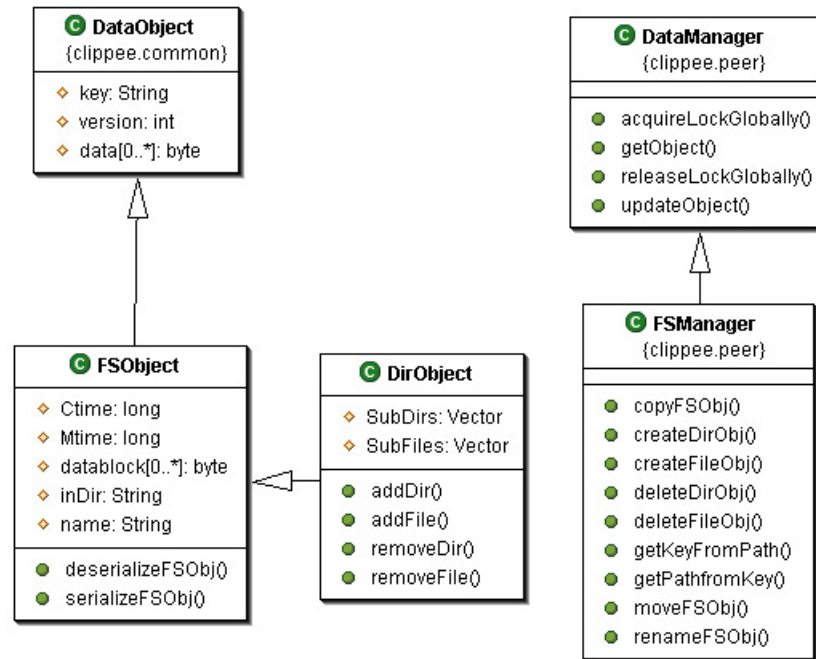 C DataObject
{clippee.common}
key: String
version: int
data[0..*]: byte
C DataManager
{clippee.peer}
acquireLockGlobally()
getObject()
releaseLockGlobally()
updateObject()
C FSObject
Ctime: long
Mtime: long
datablock[0..*]: byte
inDir: String
name: String
deserializeFSObj()
serializeFSObj()
C DirObject
SubDirs: Vector
SubFiles: Vector
addDir()
addFile()
removeDir()
removeFile()
C FSManager
{clippee.peer}
copyFSObj()
createDirObj()
createFileObj()
deleteDirObj()
deleteFileObj()
getKeyFromPath()
getPathfromKey()
moveFSObj()
renameFSObj()